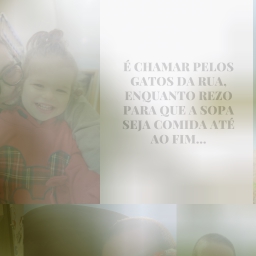 É CHAMAR PELOS
GATOS DA RUA.
ENQUANTO REZO
PARA QUE A SOPA
SEJA COMIDA ATÉ
AO FIM...